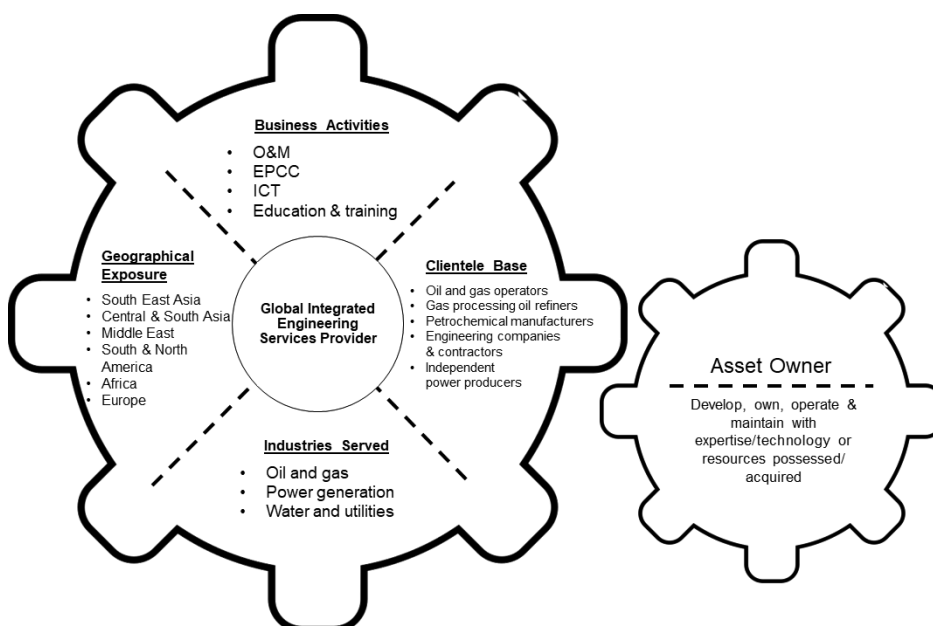 Business Activities
• O&M
• EPCC
• ICT
• Education & training
Geographical
Exposure
• South East Asia
• Central & South Asia
• Middle East
• South & North
America
• Africa
• Europe
Global Integrated
Engineering
Services Provider
Clientele Base
• Oil and gas operators
• Gas processing oil refiners
• Petrochemical manufacturers
• Engineering companies
& contractors
• Independent
power producers
Industries Served
• Oil and gas
• Power generation
• Water and utilities
Asset Owner
Develop, own, operate &
maintain with
expertise/technology or
resources possessed/
acquired